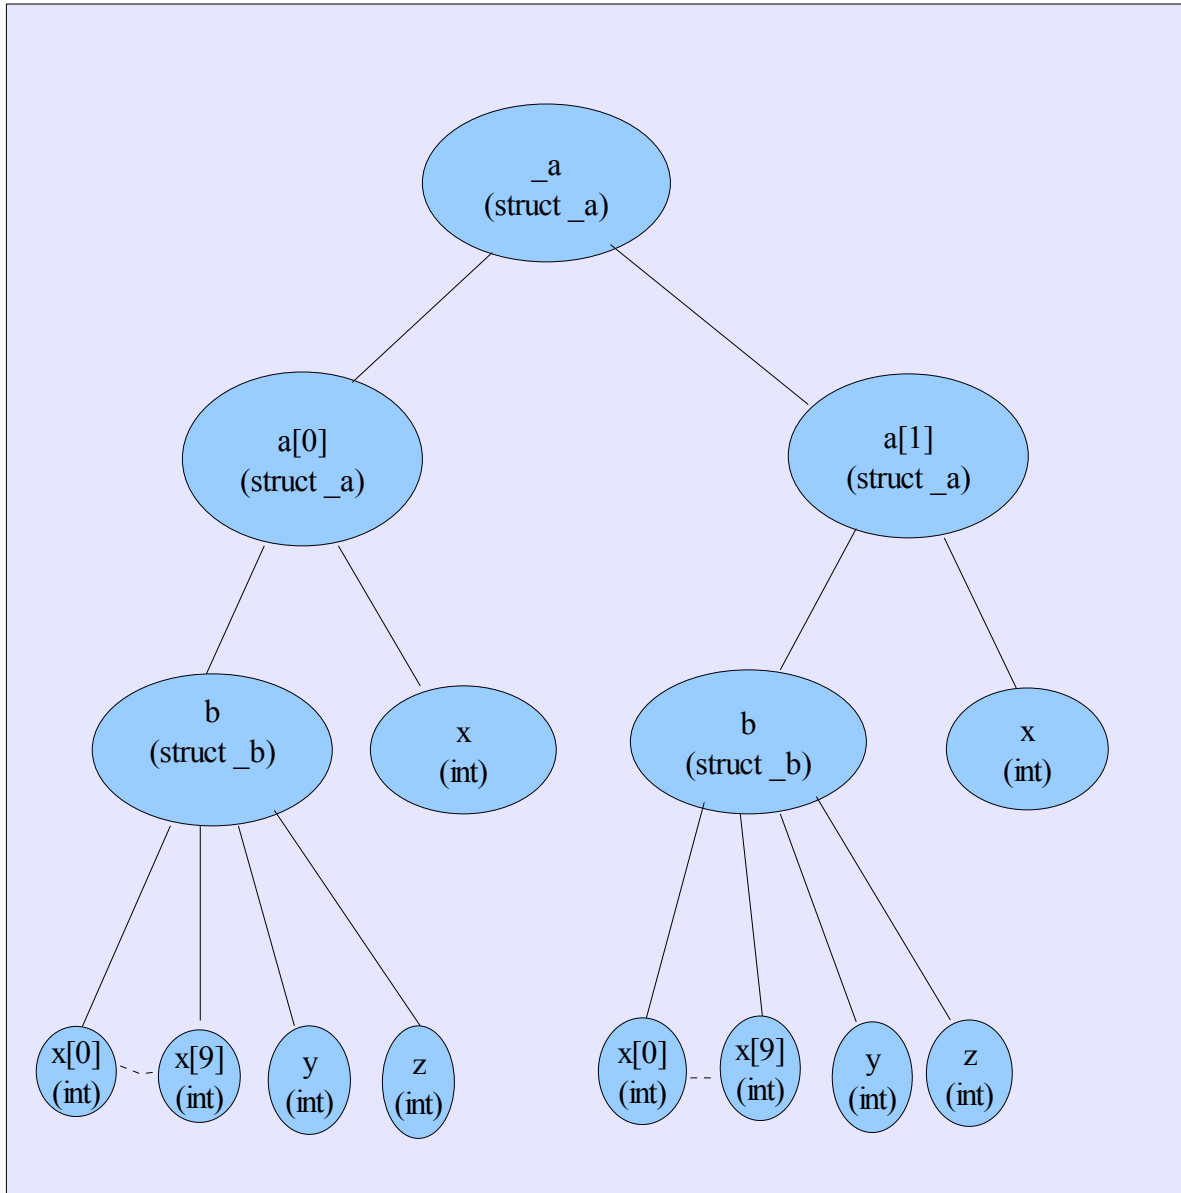 _a
(struct _a)
a[0]
(struct _a)
a[1]
(struct _a)
b
(struct _b)
x
(int)
b
(struct _b)
x
(int)
x[0]
(int)
x[9]
(int)
y
(int)
z
(int)
x[0]
(int)
x[9]
(int)
y
(int)
z
(int)